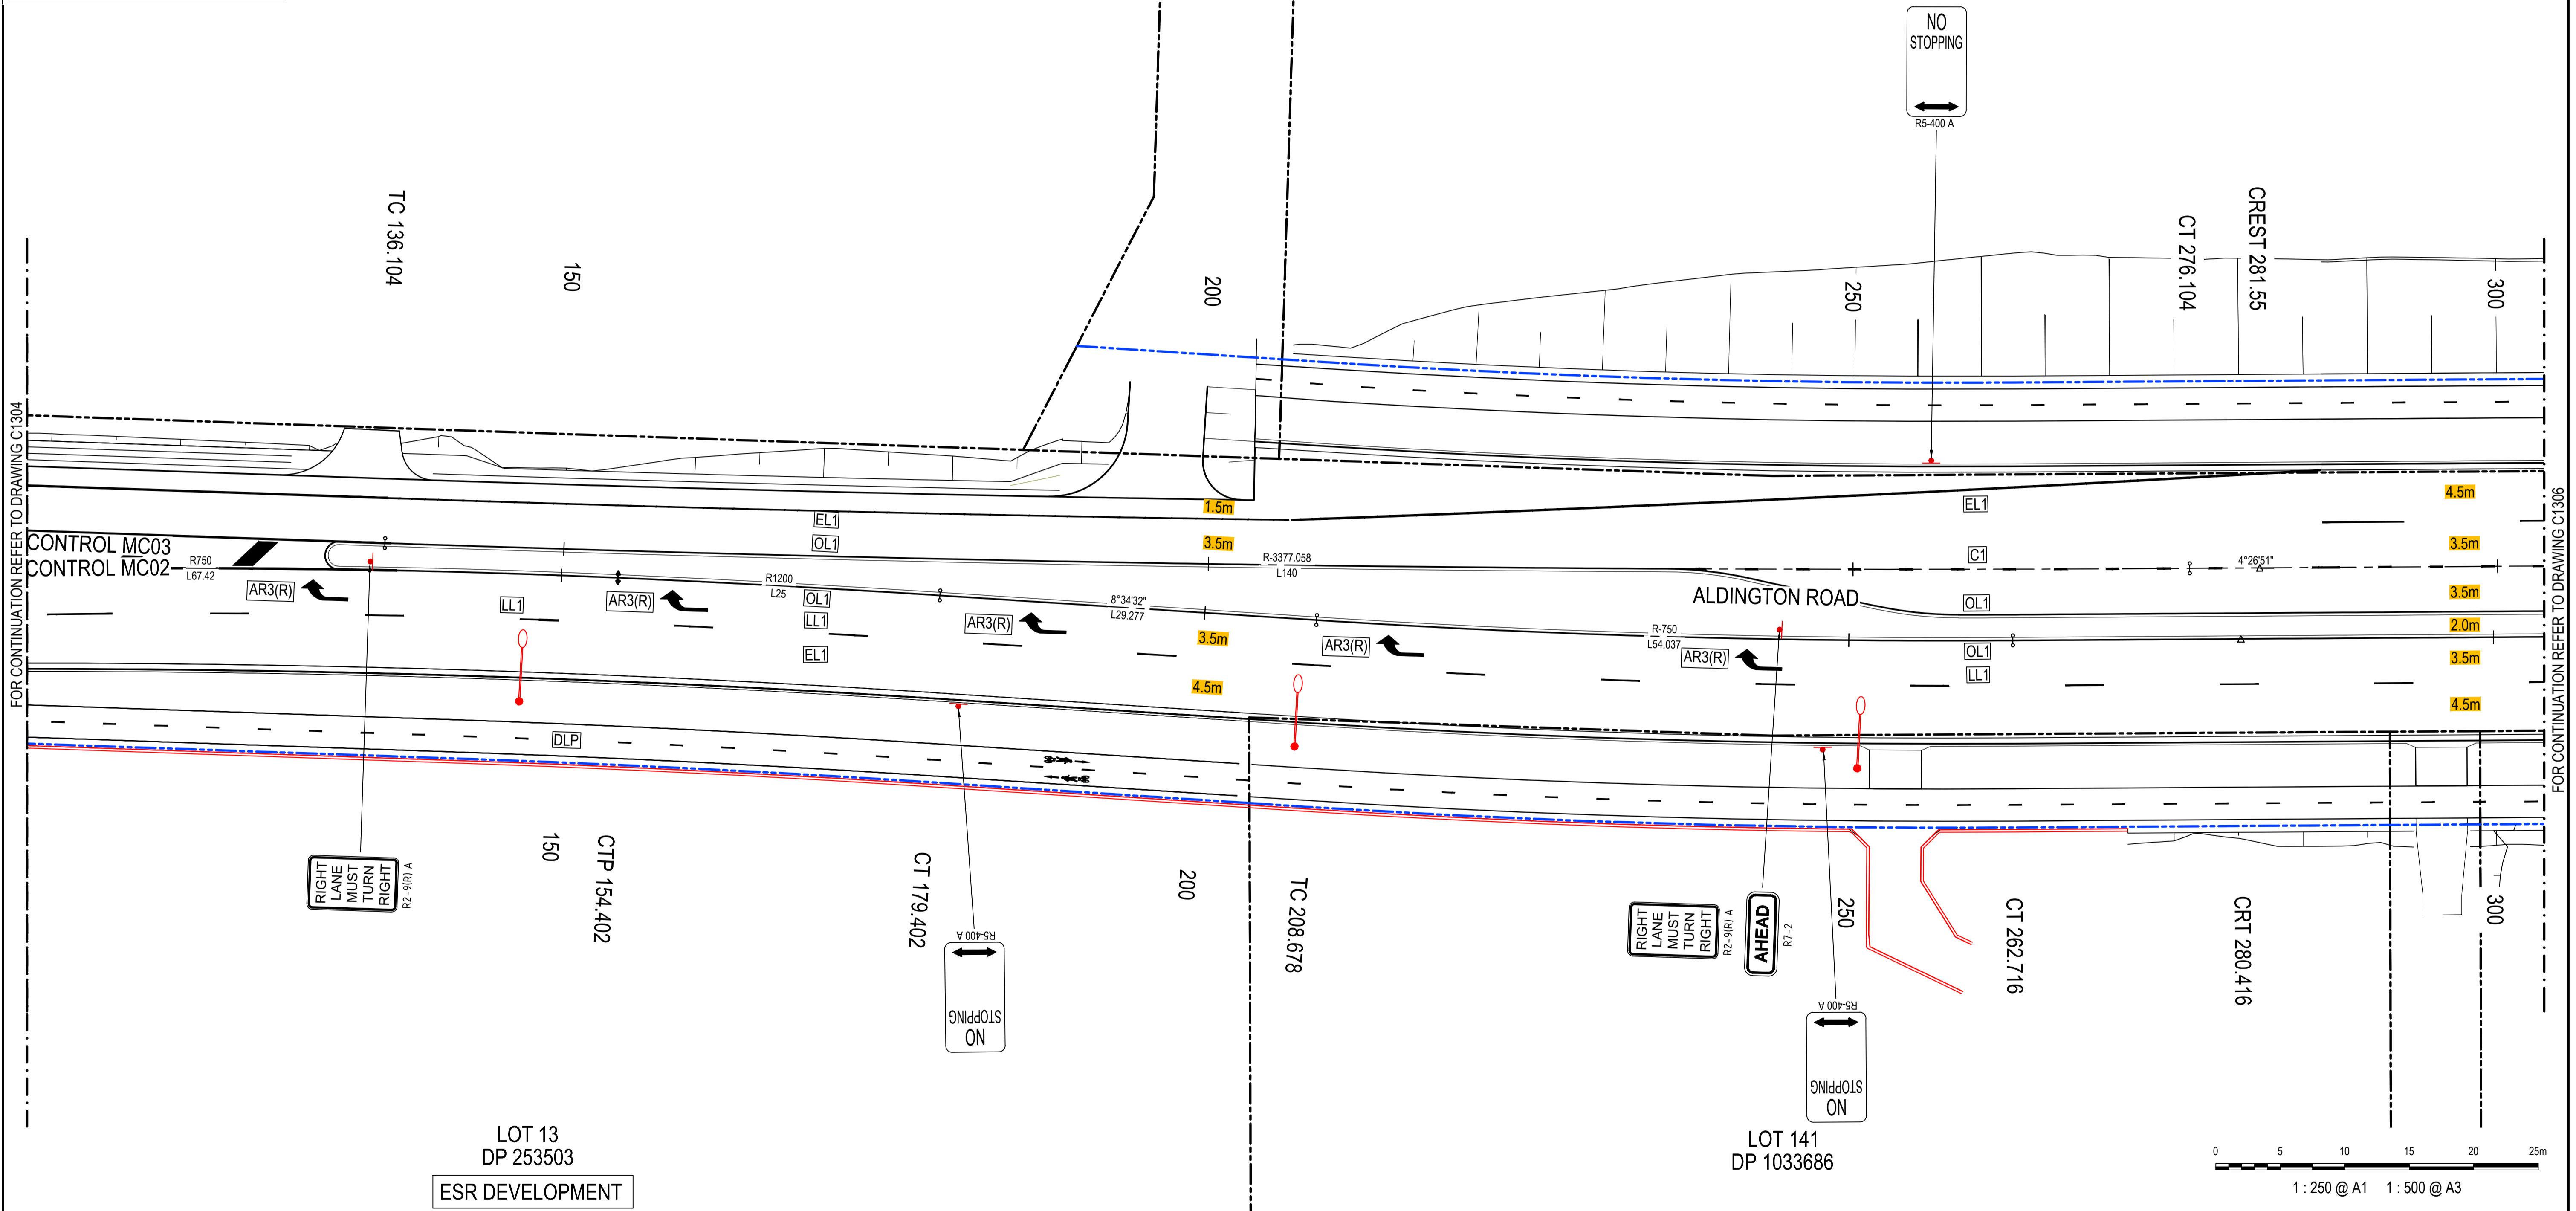 NO
STOPPING
R5-400 A
TC 136.104
150
200
250
CT 276.104
CREST 281.55
300
FOR CONTINUATION REFER TO DRAWING C1304
FOR CONTINUATION REFER TO DRAWING C1306
CONTROL MC03
CONTROL MC02
R750
L67.42
AR3(R)
LL1
AR3(R)
R1200
L25
EL1
OL1
OL1
LL1
EL1
AR3(R)
8°34'32"
L29.277
1.5m
3.5m
3.5m
4.5m
R-3377.058
L140
AR3(R)
ALDINGTON ROAD
R-750
L54.037
AR3(R)
EL1
C1
OL1
OL1
LL1
4°26'51"
4.5m
3.5m
3.5m
2.0m
3.5m
4.5m
DLP
RIGHT
LANE
MUST
TURN
RIGHT
R2-9(R) A
150
CTP 154.402
CT 179.402
R5-400 A
NO
STOPPING
200
TC 208.678
RIGHT
LANE
MUST
TURN
RIGHT
R2-9(R) A
AHEAD
R7-2
250
R5-400 A
NO
STOPPING
CT 262.716
CRT 280.416
300
LOT 13
DP 253503
ESR DEVELOPMENT
LOT 141
DP 1033686
0 5 10 15 20 25m
1 : 250 @ A1 1 : 500 @ A3